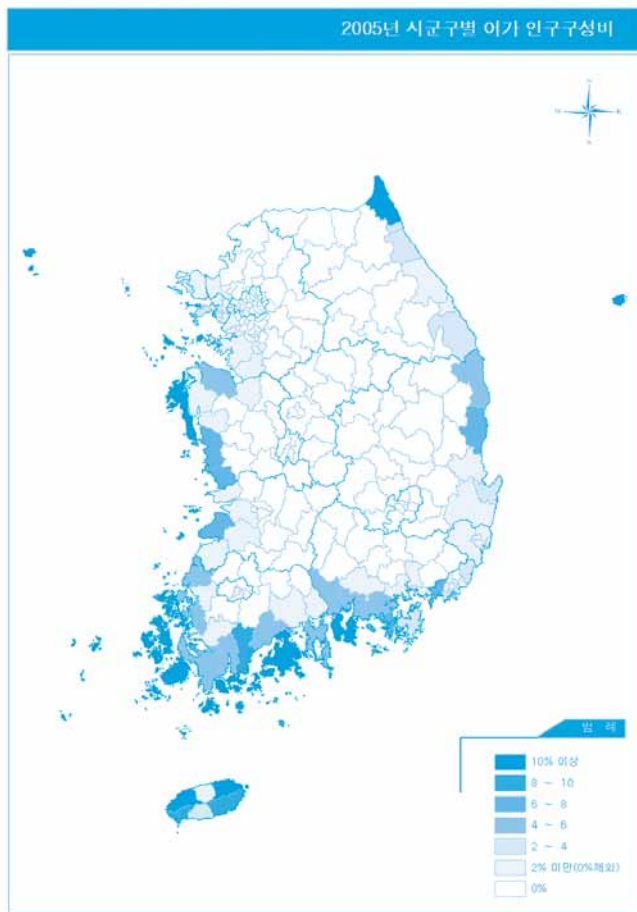 2005년 시군구별 어가 인구구성비
범 례
10% 이상
8 ~ 10
6 ~ 8
4 ~ 6
2 ~ 4
2% 미만(0%제외)
0%